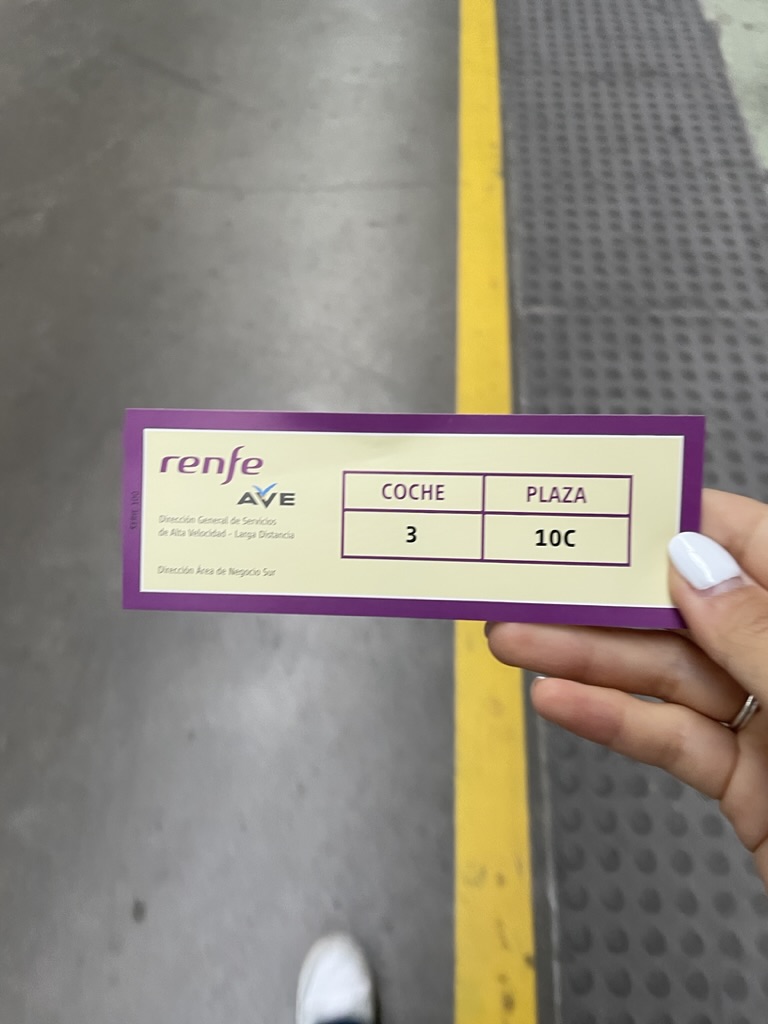 renfe
AVE
Dirección General de Servicios
de Alta Velocidad - Larga Distancia
Dirección Área de Negocio Sur
COCHE PLAZA
3 10C